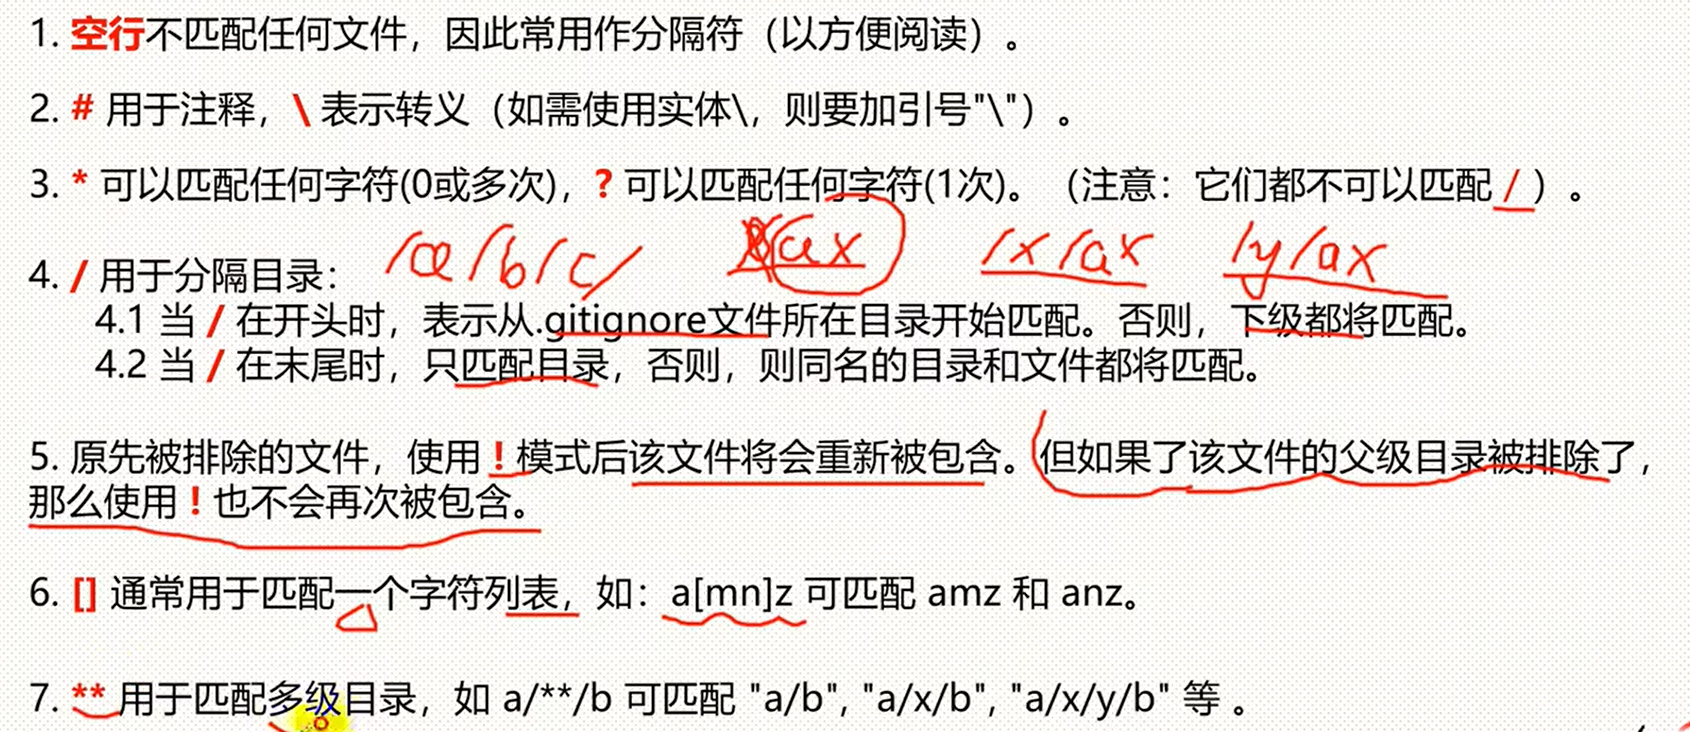 1. 空行不匹配任何文件，因此常用作分隔符（以方便阅读）。
2. # 用于注释，\ 表示转义（如需使用实体\，则要加引号"\"）。
3. * 可以匹配任何字符(0或多次)，? 可以匹配任何字符(1次)。（注意：它们都不可以匹配 / ）。
/a/b/c/ ax /x/ax /y/ax
4. / 用于分隔目录：
4.1 当 / 在开头时，表示从.gitignore文件所在目录开始匹配。否则，下级都将匹配。
4.2 当 / 在末尾时，只匹配目录，否则，则同名的目录和文件都将匹配。
5. 原先被排除的文件，使用 ! 模式后该文件将会重新被包含。但如果了该文件的父级目录被排除了，
那么使用 ! 也不会再次被包含。
6. [] 通常用于匹配一个字符列表，如：a[mn]z 可匹配 amz 和 anz。
7. ** 用于匹配多级目录，如 a/**/b 可匹配 "a/b", "a/x/b", "a/x/y/b" 等 。